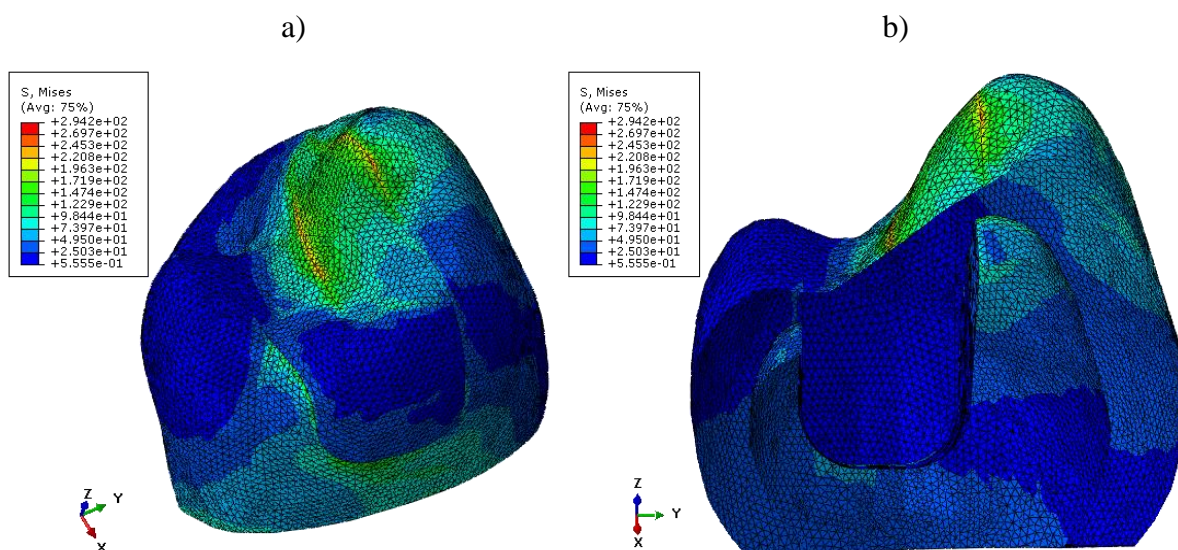 a)
b)
S, Mises
(Avg: 75%)
+2.942e+02
+2.697e+02
+2.453e+02
+2.208e+02
+1.963e+02
+1.719e+02
+1.474e+02
+1.229e+02
+9.844e+01
+7.397e+01
+4.950e+01
+2.503e+01
+5.555e-01
Z
Y
X
S, Mises
(Avg: 75%)
+2.942e+02
+2.697e+02
+2.453e+02
+2.208e+02
+1.963e+02
+1.719e+02
+1.474e+02
+1.229e+02
+9.844e+01
+7.397e+01
+4.950e+01
+2.503e+01
+5.555e-01
Z
Y
X